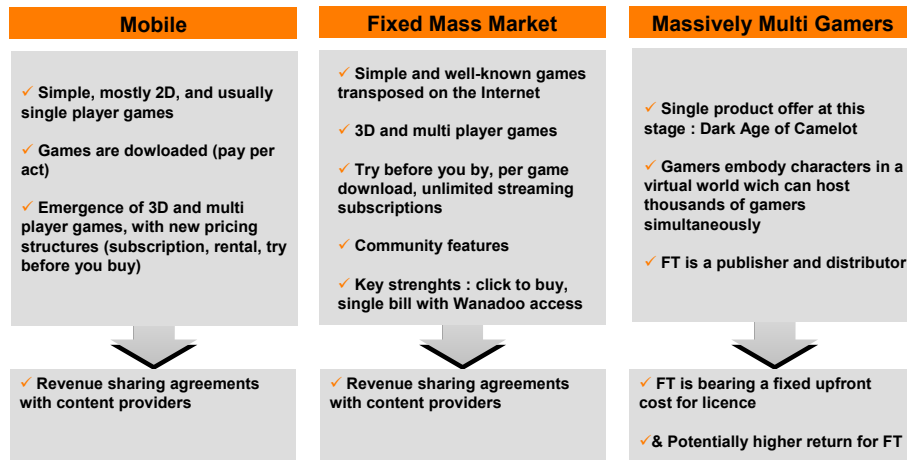 Mobile
✓ Simple, mostly 2D, and usually
single player games
✓ Games are dowloaded (pay per
act)
✓ Emergence of 3D and multi
player games, with new pricing
structures (subscription, rental, try
before you buy)
✓ Revenue sharing agreements
with content providers
Fixed Mass Market
✓ Simple and well-known games
transposed on the Internet
✓ 3D and multi player games
✓ Try before you by, per game
download, unlimited streaming
subscriptions
✓ Community features
✓ Key strenghts : click to buy,
single bill with Wanadoo access
✓ Revenue sharing agreements
with content providers
Massively Multi Gamers
✓ Single product offer at this
stage : Dark Age of Camelot
✓ Gamers embody characters in a
virtual world wich can host
thousands of gamers
simultaneously
✓ FT is a publisher and distributor
✓ FT is bearing a fixed upfront
cost for licence
✓& Potentially higher return for FT